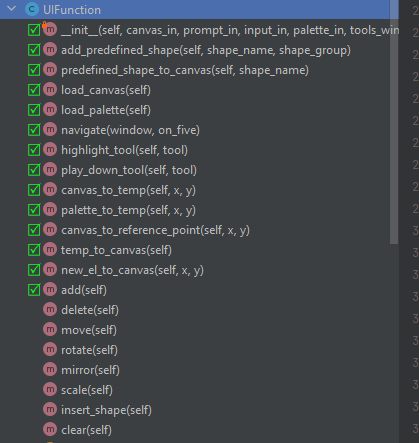 UIFunction
__init__(self, canvas_in, prompt_in, input_in, palette_in, tools_win
add_predefined_shape(self, shape_name, shape_group)
predefined_shape_to_canvas(self, shape_name)
load_canvas(self)
load_palette(self)
navigate(window, on_five)
highlight_tool(self, tool)
play_down_tool(self, tool)
canvas_to_temp(self, x, y)
palette_to_temp(self, x, y)
canvas_to_reference_point(self, x, y)
temp_to_canvas(self)
new_el_to_canvas(self, x, y)
add(self)
delete(self)
move(self)
rotate(self)
mirror(self)
scale(self)
insert_shape(self)
clear(self)